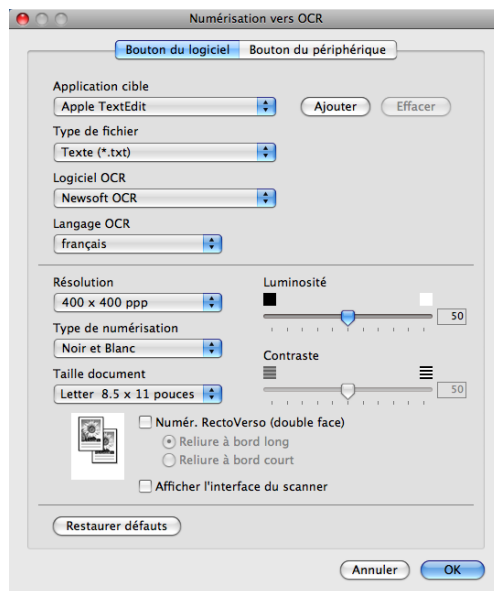 Numérisation vers OCR
Bouton du logiciel Bouton du périphérique
Application cible
Apple TextEdit Ajouter Effacer
Type de fichier
Texte (*.txt)
Logiciel OCR
Newsoft OCR
Langage OCR
français
Résolution Luminosité
400 x 400 ppp
50
Type de numérisation
Noir et Blanc
Contraste
Taille document
Letter 8.5 x 11 pouces 50
Numér. RectoVerso (double face)
Reliure à bord long
Reliure à bord court
Afficher l'interface du scanner
Restaurer défauts
Annuler OK